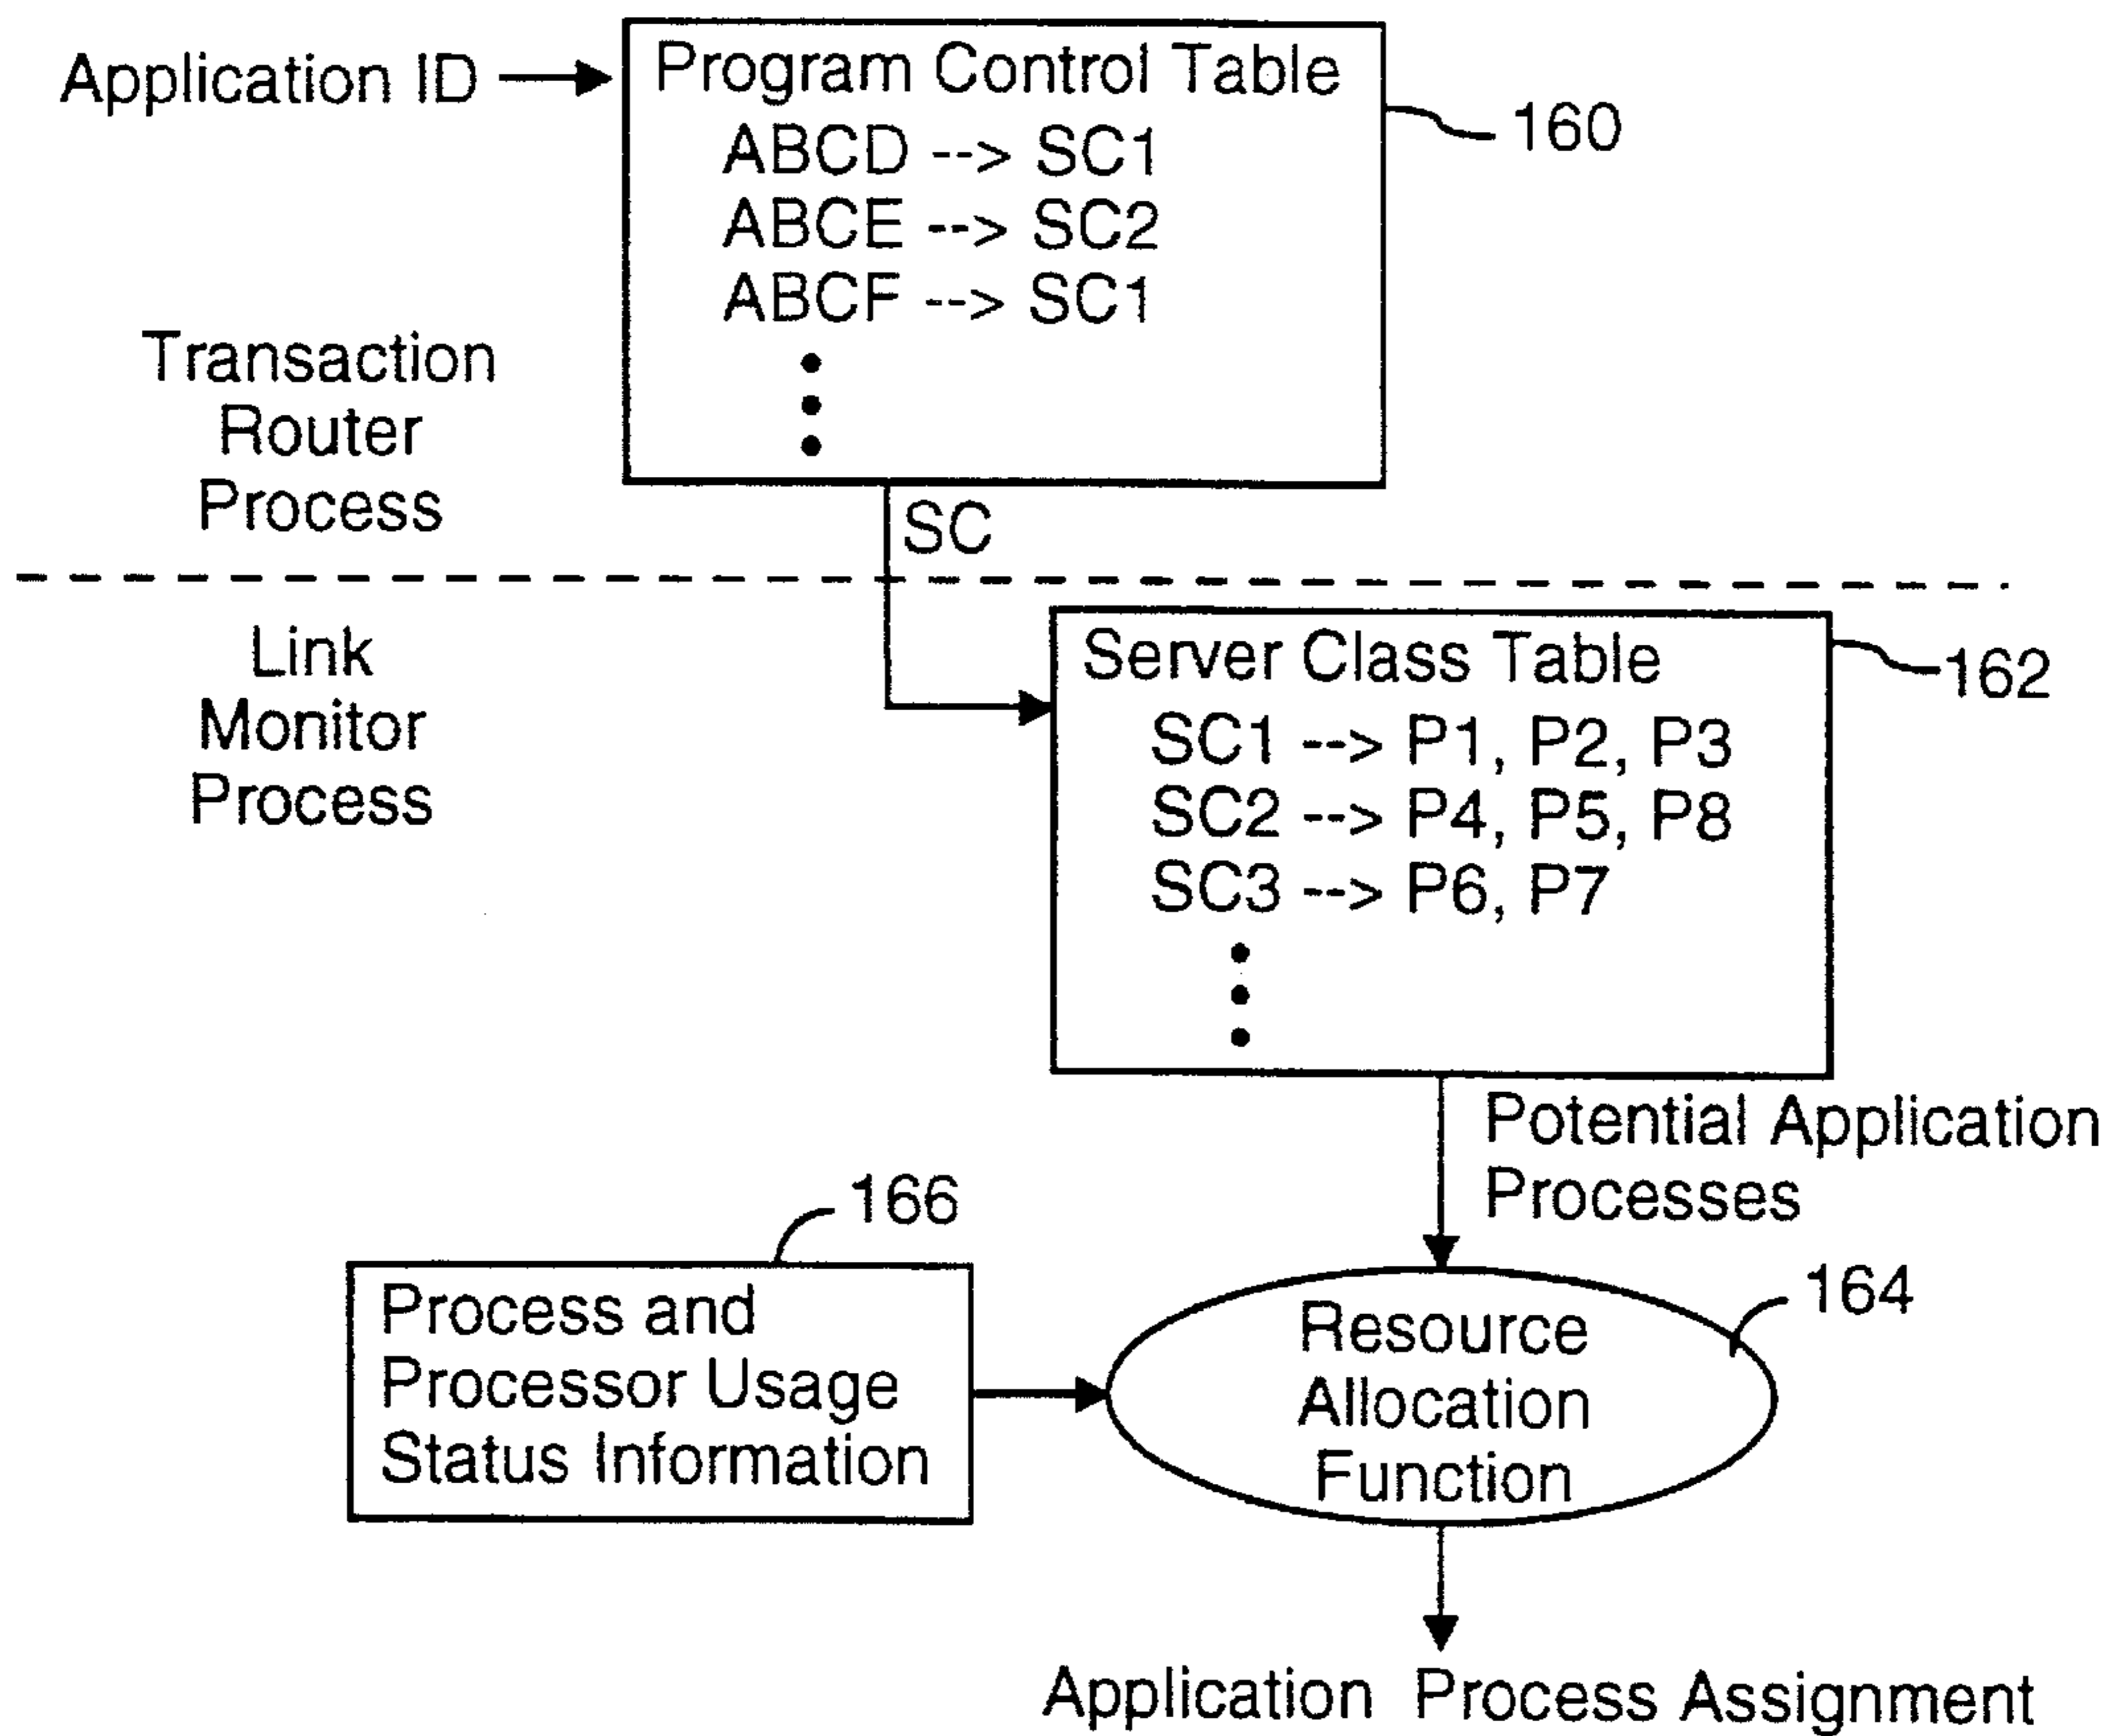 Application ID
Program Control Table
160
ABCD --> SC1
ABCE --> SC2
ABCF --> SC1
Transaction
Router
Process
SC
Link
Monitor
Process
Server Class Table
162
SC1 --> P1, P2, P3
SC2 --> P4, P5, P8
SC3 --> P6, P7
Potential Application
Processes
166
Process and
Processor Usage
Status Information
164
Resource
Allocation
Function
Application Process Assignment